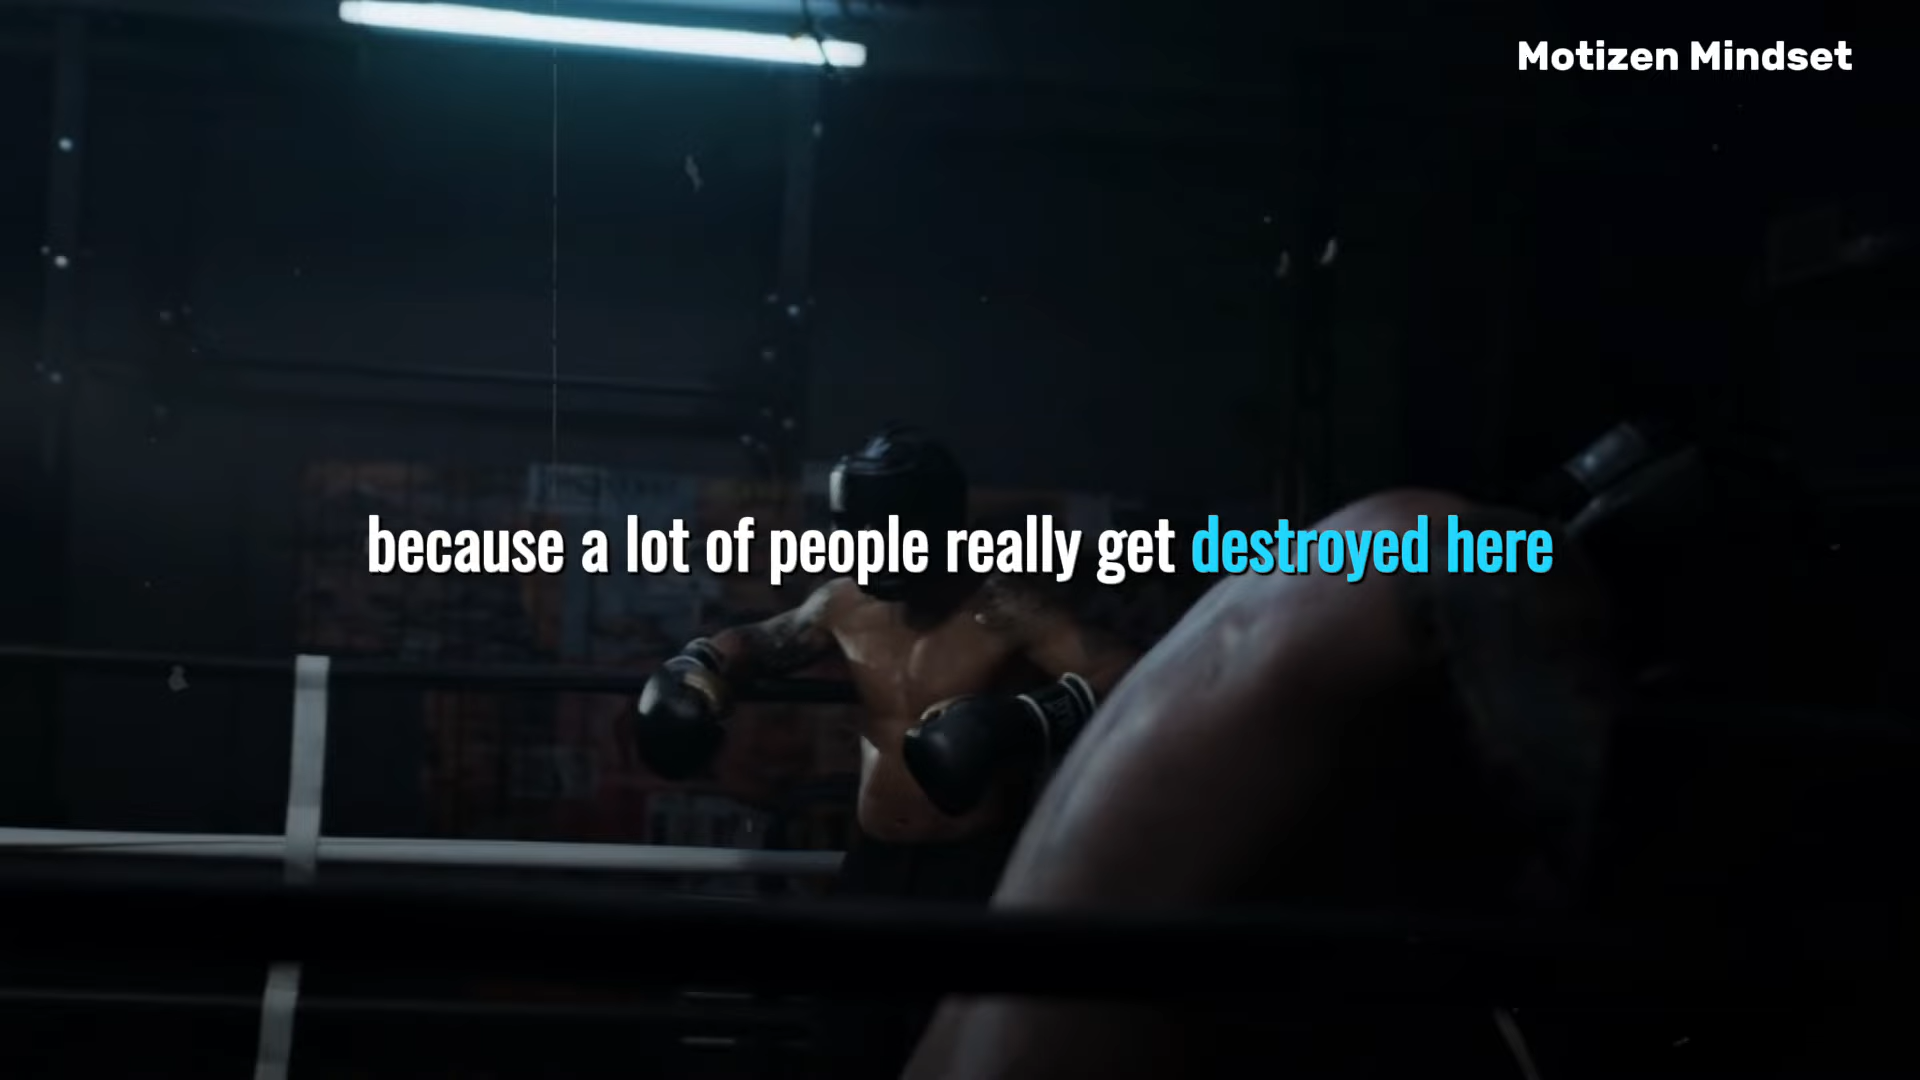 Motizen Mindset
because a lot of people really get destroyed here